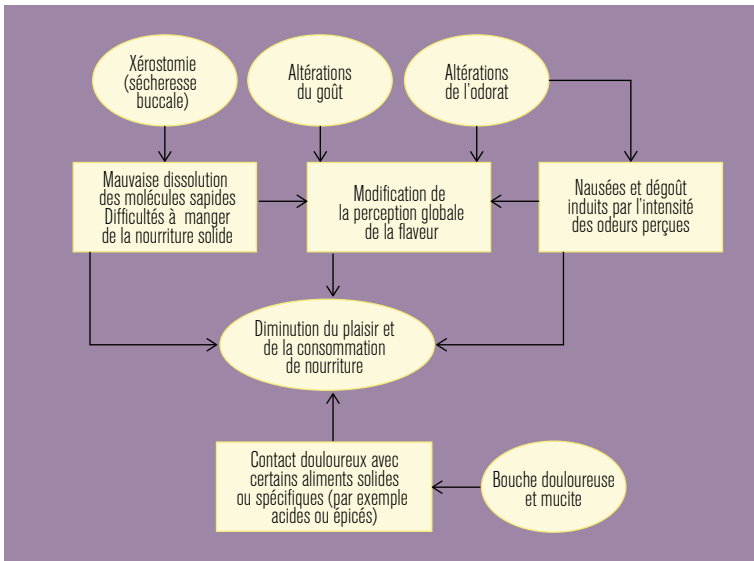 Xérostomie
(sécheresse
buccale)
Altérations
du goût
Altérations
de l'odorat
Mauvaise dissolution
des molécules sapides
Difficultés à manger
de la nourriture solide
Modification de
la perception globale
de la flaveur
Nausées et dégoût
induits par l'intensité
des odeurs perçues
Diminution du plaisir et
de la consommation
de nourriture
Contact douloureux avec
certains aliments solides
ou spécifiques (par exemple
acides ou épicés)
Bouche douloureuse
et mucite